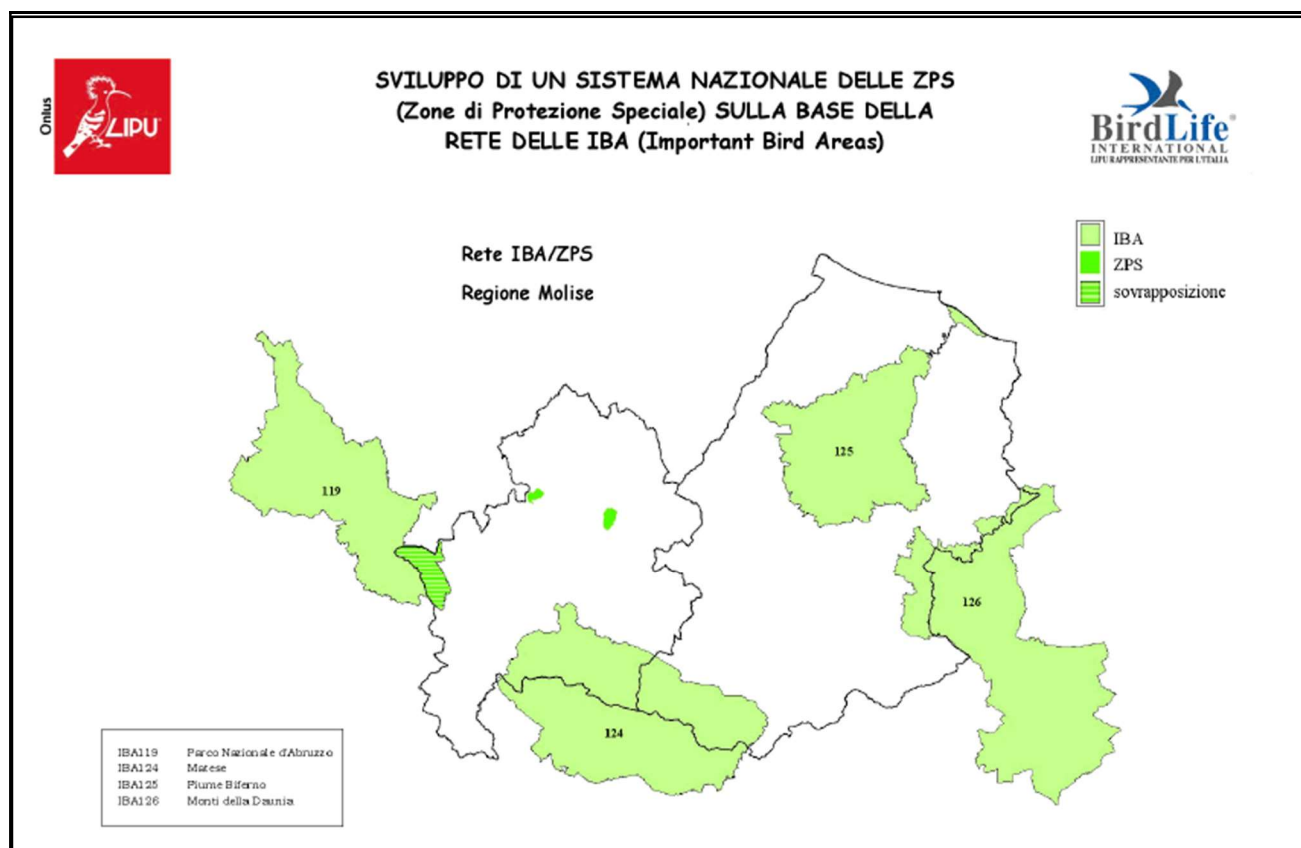 Onlus
LIPU
SVILUPPO DI UN SISTEMA NAZIONALE DELLE ZPS
(Zone di Protezione Speciale) SULLA BASE DELLA
RETE DELLE IBA (Important Bird Areas)
BirdLife®
INTERNATIONAL
LIPU RAPPRESENTANTE PER L'ITALIA
Rete IBA/ZPS
Regione Molise
IBA
ZPS
sovrapposizione
119
125
126
124
IBA119 Parco Nazionale d'Abruzzo
IBA124 Matese
IBA125 Fiume Biferno
IBA126 Monti della Daunia